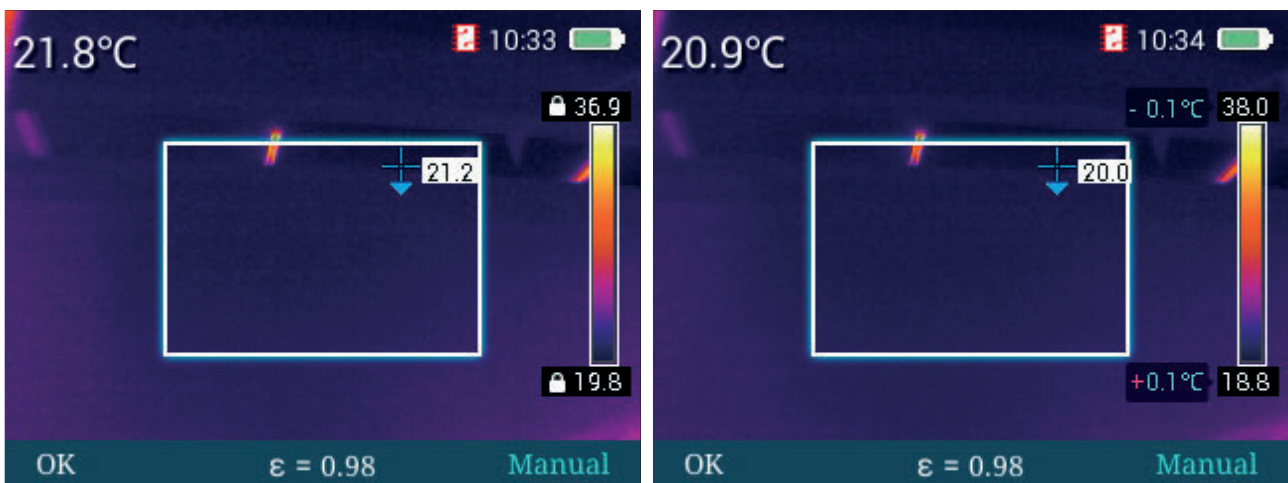 21.8°C
10:33
36.9
21.2
19.8
OK
ε = 0.98
Manual
20.9°C
10:34
- 0.1°C 38.0
20.0
+0.1°C 18.8
OK
ε = 0.98
Manual